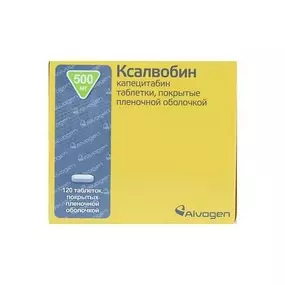 500
мг
Ксалвобин
капецитабин
таблетки, покрытые
пленочной оболочкой
120 таблеток,
покрытых
пленочной
оболочкой
Alvogen